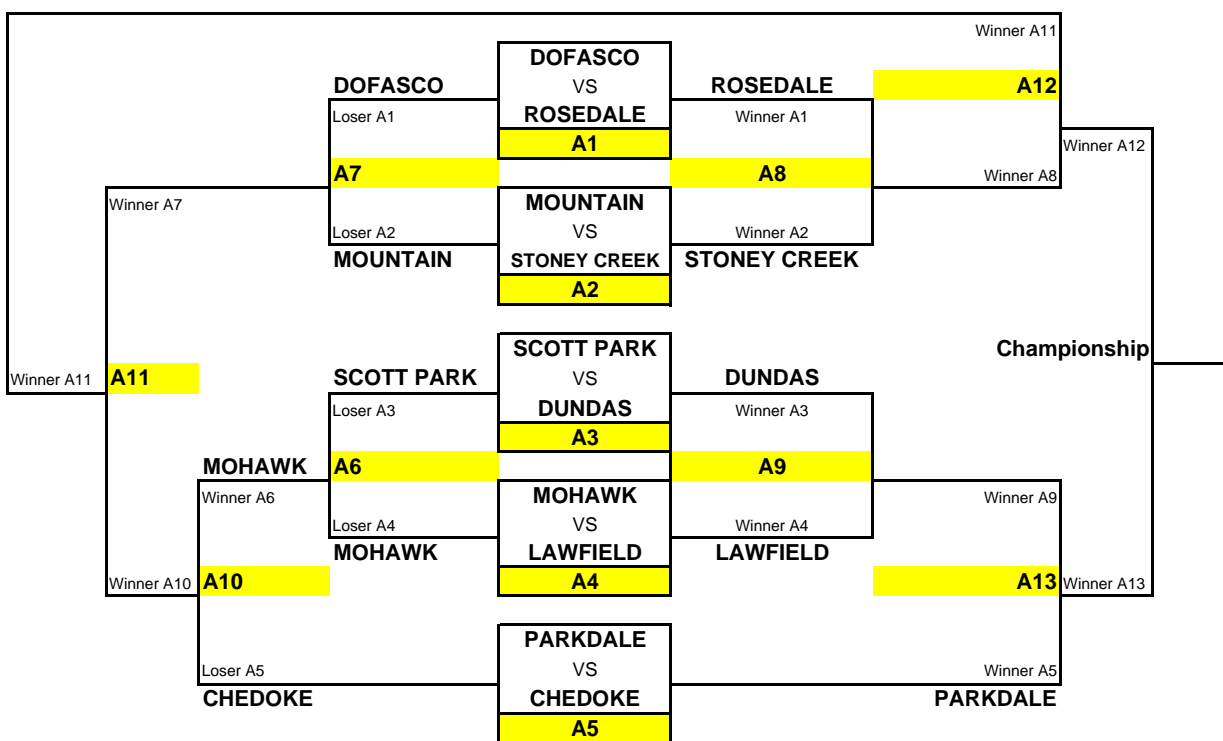 Winner A11
DOFASCO
DOFASCO VS ROSEDALE
Loser A1
ROSEDALE Winner A1
A12
A1
Winner A12
A7
A8
Winner A8
Winner A7
MOUNTAIN
Loser A2
VS
Winner A2
MOUNTAIN
STONEY CREEK
STONEY CREEK
A2
SCOTT PARK
Championship
Winner A11
A11
SCOTT PARK
VS
DUNDAS
Loser A3
DUNDAS
Winner A3
A3
MOHAWK
A6
A9
Winner A6
MOHAWK
Winner A9
Loser A4
VS
Winner A4
MOHAWK
LAWFIELD
LAWFIELD
Winner A10
A10
A4
A13
Winner A13
PARKDALE
Loser A5
VS
Winner A5
CHEDOKE
CHEDOKE
PARKDALE
A5